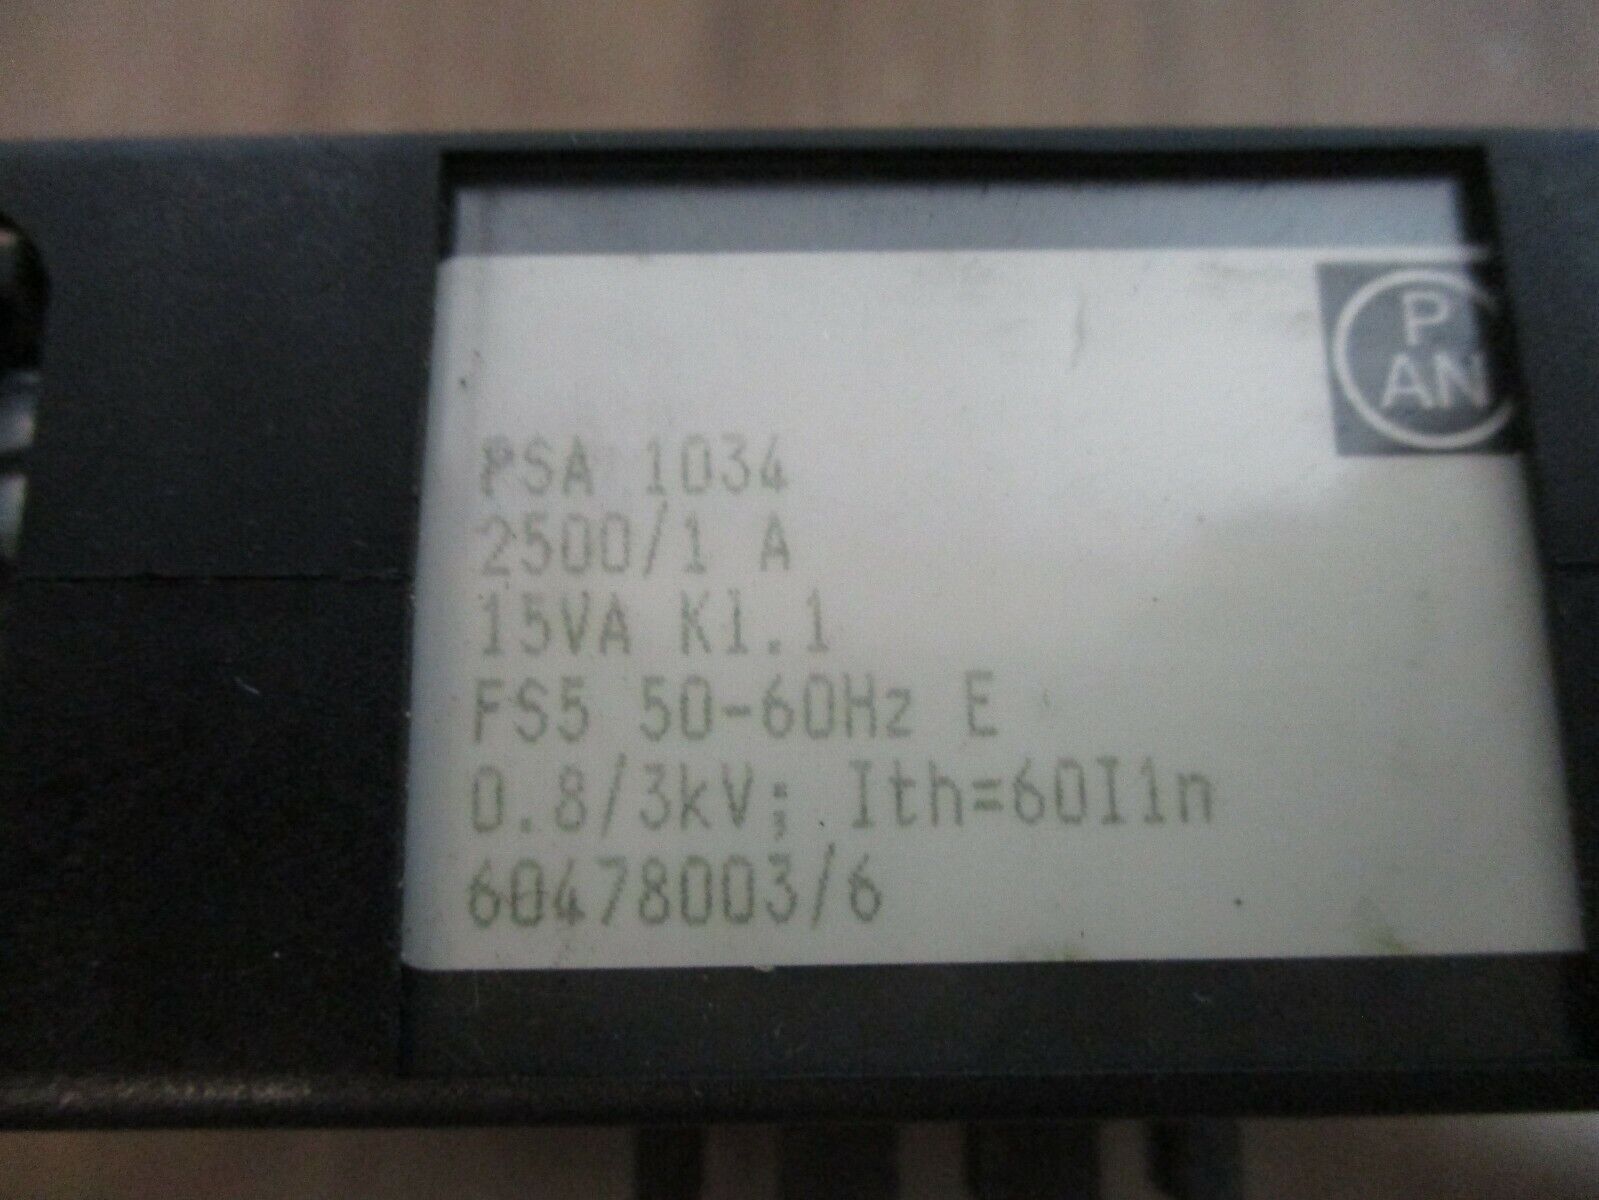 P
AN
PSA 1034
2500/1 A
15VA Kl.1
FS5 50-60Hz E
0.8/3kV; Ith=60I1n
60478003/6